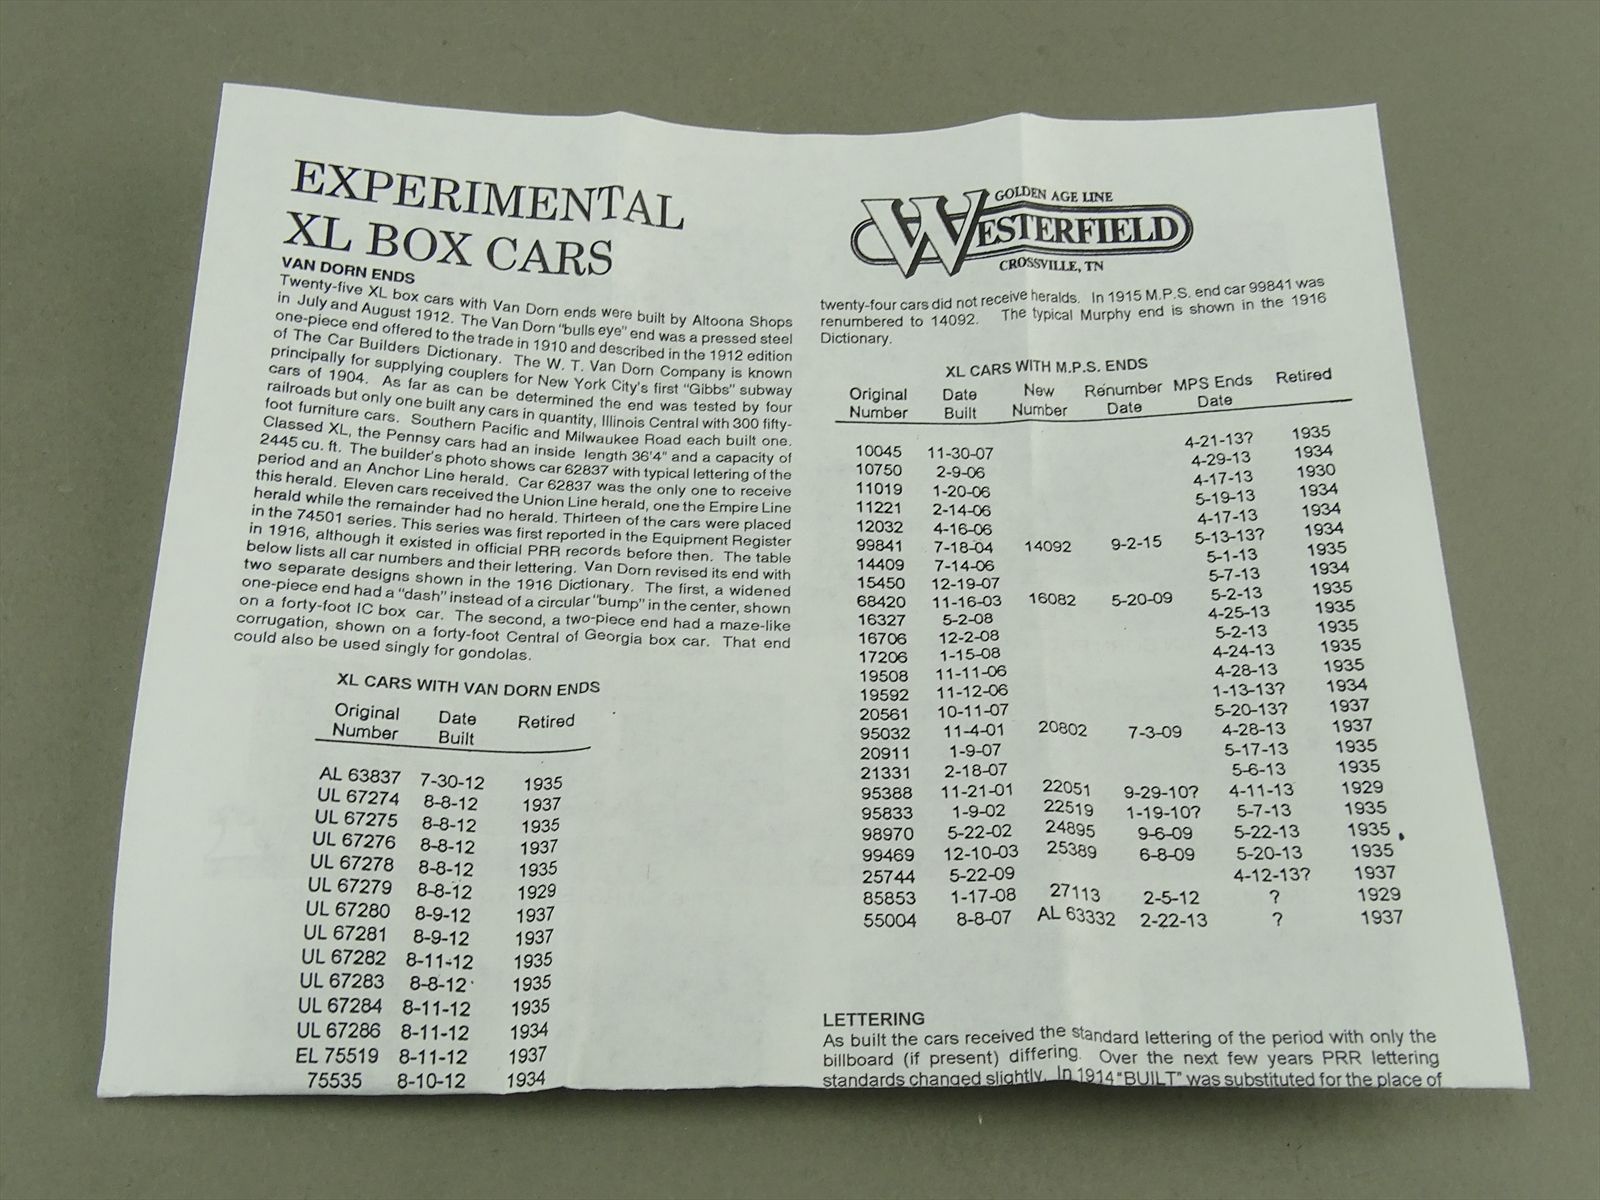 EXPERIMENTAL
XL BOX CARS
VAN DORN ENDS
Twenty-five XL box cars with Van Dorn ends were built by Altoona Shops
in July and August 1912. The Van Dorn "bulls eye" end was a pressed steel
one-piece end offered to the trade in 1910 and described in the 1912 edition
of The Car Builders Dictionary. The W. T. Van Dorn Company is known
principally for supplying couplers for New York City's first "Gibbs" subway
cars of 1904. As far as can be determined the end was tested by four
railroads but only one built any cars in quantity, Illinois Central with 300 fifty-
foot furniture cars. Southern Pacific and Milwaukee Road each built one.
Classed XL, the Pennsy cars had an inside length 36'4" and a capacity of
2445 cu. ft. The builder's photo shows car 62837 with typical lettering of the
period and an Anchor Line herald. Car 62837 was the only one to receive
this herald. Eleven cars received the Union Line herald, one the Empire Line
herald while the remainder had no herald. Thirteen of the cars were placed
in the 74501 series. This series was first reported in the Equipment Register
in 1916, although it existed in official PRR records before then. The table
below lists all car numbers and their lettering. Van Dorn revised its end with
two separate designs shown in the 1916 Dictionary. The first, a widened
one-piece end had a "dash" instead of a circular "bump" in the center, shown
on a forty-foot IC box car. The second, a two-piece end had a maze-like
corrugation, shown on a forty-foot Central of Georgia box car. That end
could also be used singly for gondolas.
XL CARS WITH VAN DORN ENDS
Original Date Retired
Number Built
AL 63837 7-30-12 1935
UL 67274 8-8-12 1937
UL 67275 8-8-12 1935
UL 67276 8-8-12 1937
UL 67278 8-8-12 1935
UL 67279 8-8-12 1929
UL 67280 8-9-12 1937
UL 67281 8-9-12 1937
UL 67282 8-11-12 1935
UL 67283 8-8-12 1935
UL 67284 8-11-12 1935
UL 67286 8-11-12 1934
EL 75519 8-11-12 1937
75535 8-10-12 1934
GOLDEN AGE LINE
WESTERFIELD
CROSSVILLE, TN
twenty-four cars did not receive heralds. In 1915 M.P.S. end car 99841 was
renumbered to 14092. The typical Murphy end is shown in the 1916
Dictionary.
XL CARS WITH M.P.S. ENDS
Original Date New Renumber MPS Ends Retired
Number Built Number Date Date
10045 11-30-07 4-21-13? 1935
10750 2-9-06 4-29-13 1934
11019 1-20-06 4-17-13 1930
11221 2-14-06 5-19-13 1934
12032 4-16-06 4-17-13 1934
99841 7-18-04 14092 9-2-15 5-13-13? 1934
14409 7-14-06 5-1-13 1935
15450 12-19-07 5-7-13 1934
68420 11-16-03 16082 5-20-09 5-2-13 1935
16327 5-2-08 4-25-13 1935
16706 12-2-08 5-2-13 1935
17206 1-15-08 4-24-13 1935
19508 11-11-06 4-28-13 1935
19592 11-12-06 1-13-13? 1934
20561 10-11-07 5-20-13? 1937
95032 11-4-01 20802 7-3-09 4-28-13 1937
20911 1-9-07 5-17-13 1935
21331 2-18-07 5-6-13 1935
95388 11-21-01 22051 9-29-10? 4-11-13 1929
95833 1-9-02 22519 1-19-10? 5-7-13 1935
98970 5-22-02 24895 9-6-09 5-22-13 1935
99469 12-10-03 25389 6-8-09 5-20-13 1935
25744 5-22-09 4-12-13? 1937
85853 1-17-08 27113 2-5-12 ? 1929
55004 8-8-07 AL 63332 2-22-13 ? 1937
LETTERING
As built the cars received the standard lettering of the period with only the
billboard (if present) differing. Over the next few years PRR lettering
standards changed slightly. In 1914 "BUILT" was substituted for the place of